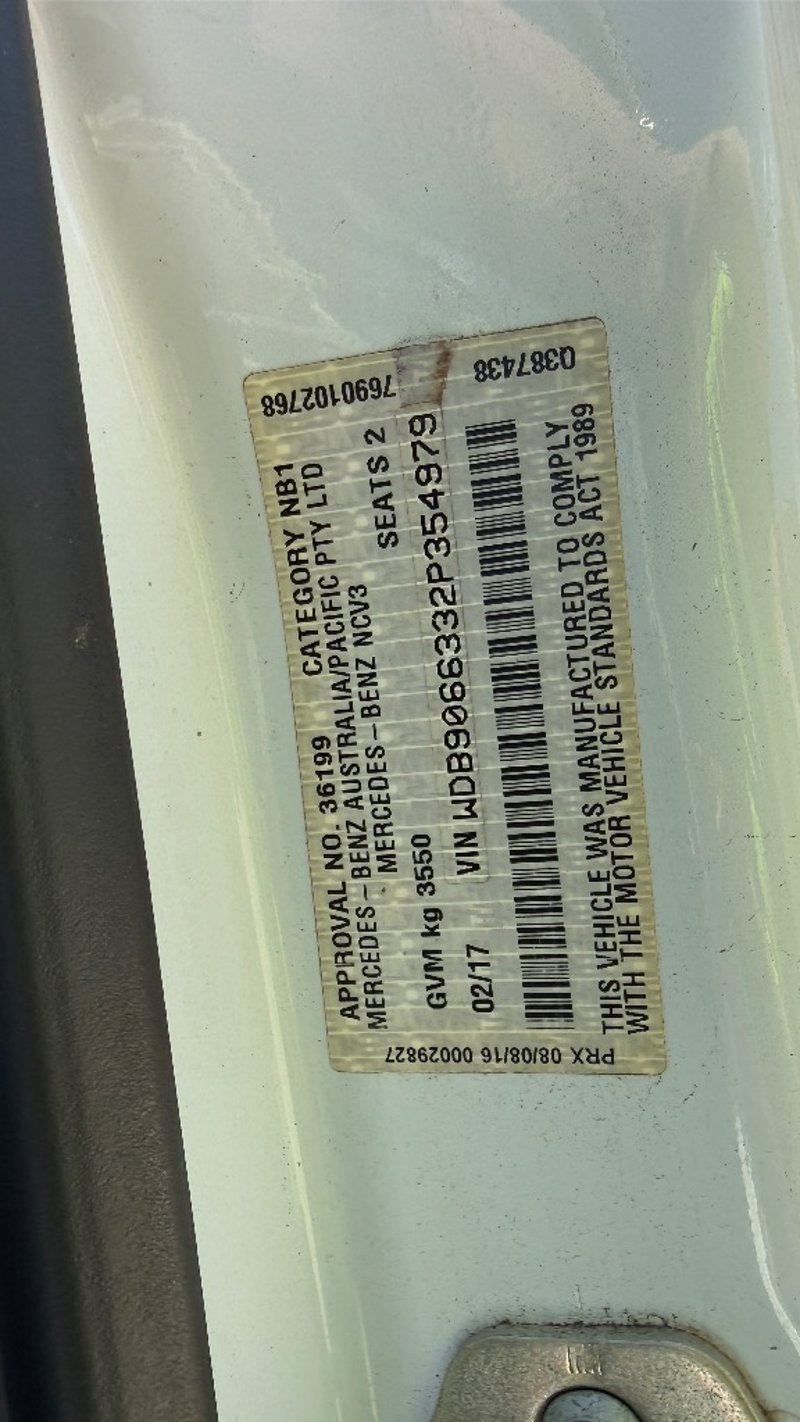 APPROVAL NO. 36199 CATEGORY NB1
MERCEDES-BENZ AUSTRALIA/PACIFIC PTY LTD
MERCEDES-BENZ NCV3 SEATS 2
GVM kg 3550
VIN WDB9066332P354979
02/17
THIS VEHICLE WAS MANUFACTURED TO COMPLY
WITH THE MOTOR VEHICLE STANDARDS ACT 1989
7690102768
Q387438
PRX 08/08/16 00029827